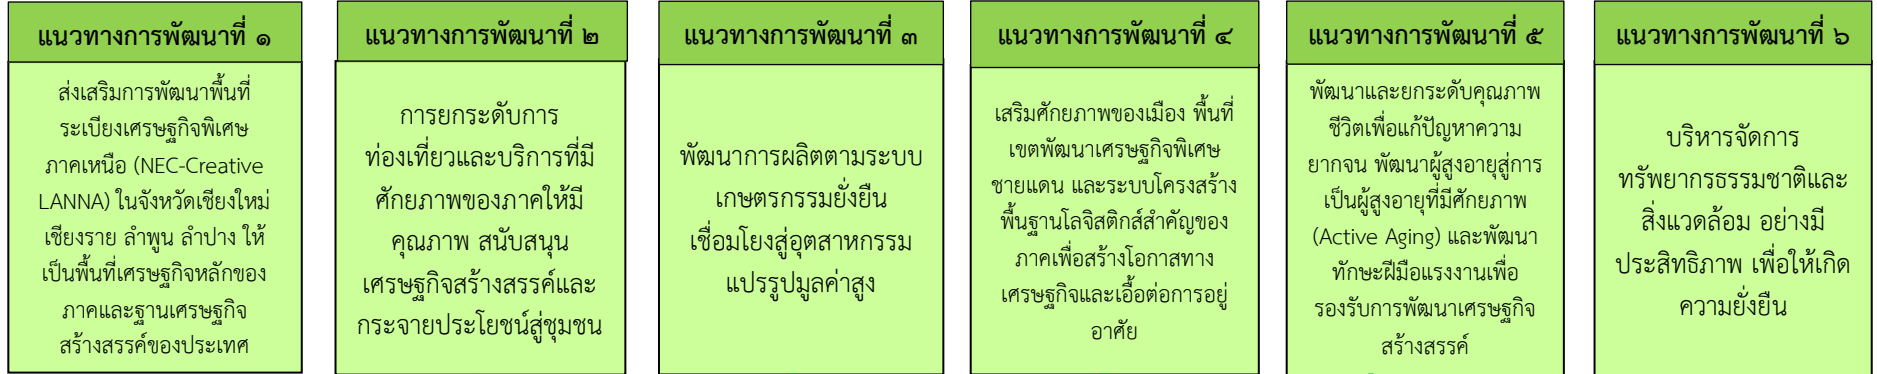 แนวทางการพัฒนาที่ ๑
ส่งเสริมการพัฒนาพื้นที่
ระเบียงเศรษฐกิจพิเศษ
ภาคเหนือ (NEC-Creative
LANNA) ในจังหวัดเชียงใหม่
เชียงราย ลำพูน ลำปาง ให้
เป็นพื้นที่เศรษฐกิจหลักของ
ภาคและฐานเศรษฐกิจ
สร้างสรรค์ของประเทศ
แนวทางการพัฒนาที่ ๒
การยกระดับการ
ท่องเที่ยวและบริการที่มี
ศักยภาพของภาคให้มี
คุณภาพ สนับสนุน
เศรษฐกิจสร้างสรรค์และ
กระจายประโยชน์สู่ชุมชน
แนวทางการพัฒนาที่ ๓
พัฒนาการผลิตตามระบบ
เกษตรกรรมยั่งยืน
เชื่อมโยงสู่อุตสาหกรรม
แปรรูปมูลค่าสูง
แนวทางการพัฒนาที่ ๔
เสริมศักยภาพของเมือง พื้นที่
เขตพัฒนาเศรษฐกิจพิเศษ
ชายแดน และระบบโครงสร้าง
พื้นฐานโลจิสติกส์สำคัญของ
ภาคเพื่อสร้างโอกาสทาง
เศรษฐกิจและเอื้อต่อการอยู่
อาศัย
แนวทางการพัฒนาที่ ๕
พัฒนาและยกระดับคุณภาพ
ชีวิตเพื่อแก้ปัญหาความ
ยากจน พัฒนาผู้สูงอายุสู่การ
เป็นผู้สูงอายุที่มีศักยภาพ
(Active Aging) และพัฒนา
ทักษะฝีมือแรงงานเพื่อ
รองรับการพัฒนาเศรษฐกิจ
สร้างสรรค์
แนวทางการพัฒนาที่ ๖
บริหารจัดการ
ทรัพยากรธรรมชาติและ
สิ่งแวดล้อม อย่างมี
ประสิทธิภาพ เพื่อให้เกิด
ความยั่งยืน